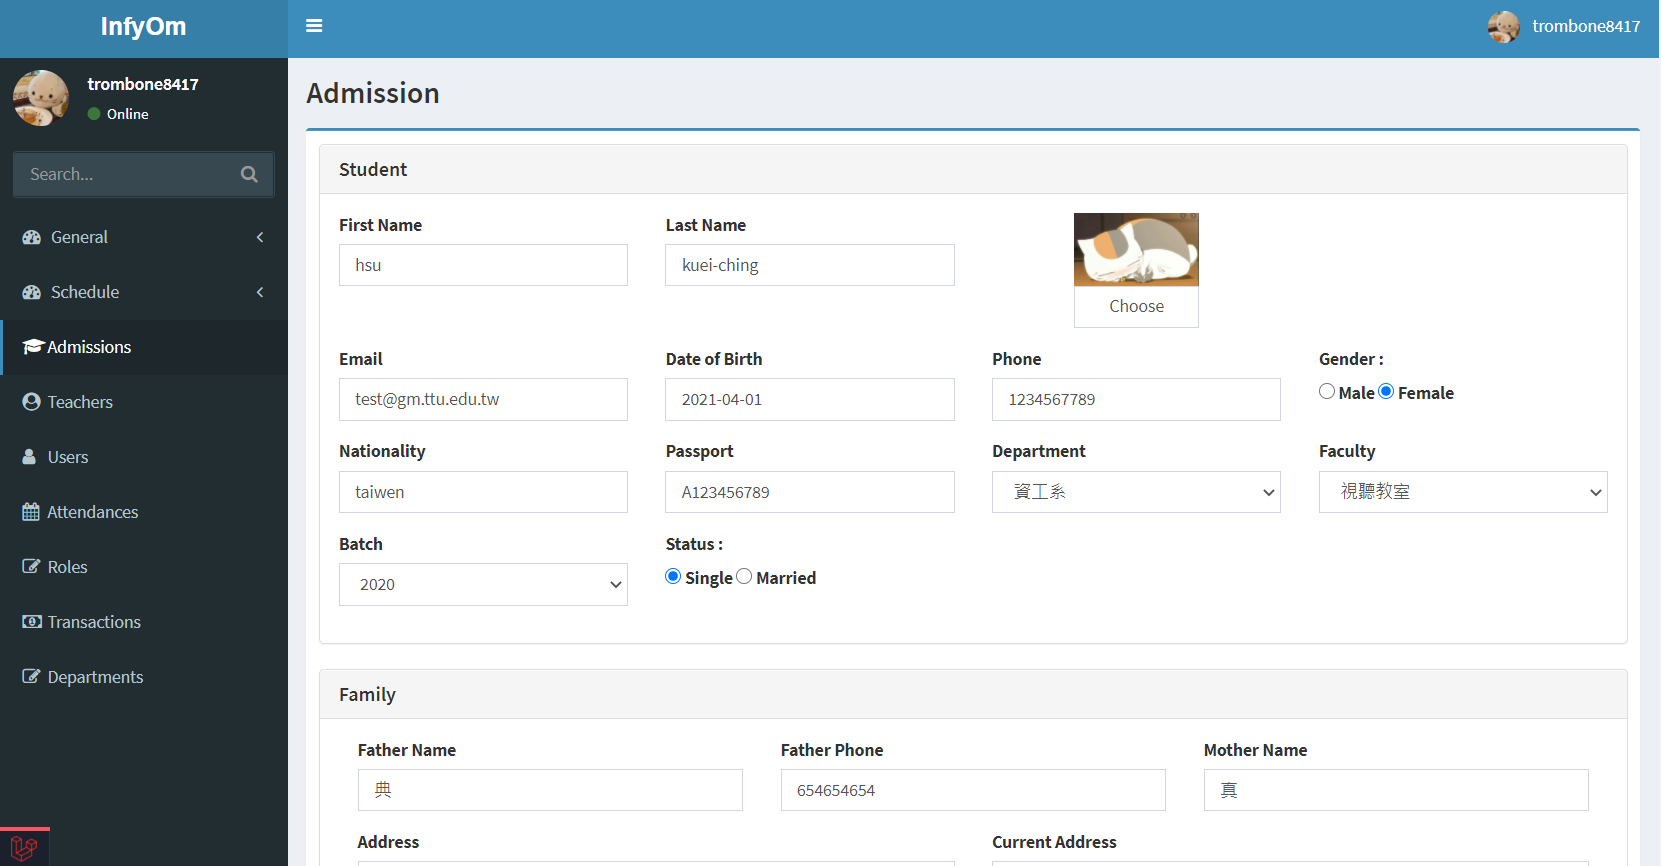 InfyOm
trombone8417
trombone8417
Online
Search...
General
Schedule
Admissions
Teachers
Users
Attendances
Roles
Transactions
Departments
Admission
Student
First Name
Last Name
hsu
kuei-ching
Choose
Email
Date of Birth
Phone
Gender :
test@gm.ttu.edu.tw
2021-04-01
1234567789
Male Female
Nationality
Passport
Department
Faculty
taiwen
A123456789
資工系
視聽教室
Batch
Status :
2020
Single Married
Family
Father Name
Father Phone
Mother Name
典
654654654
真
Address
Current Address